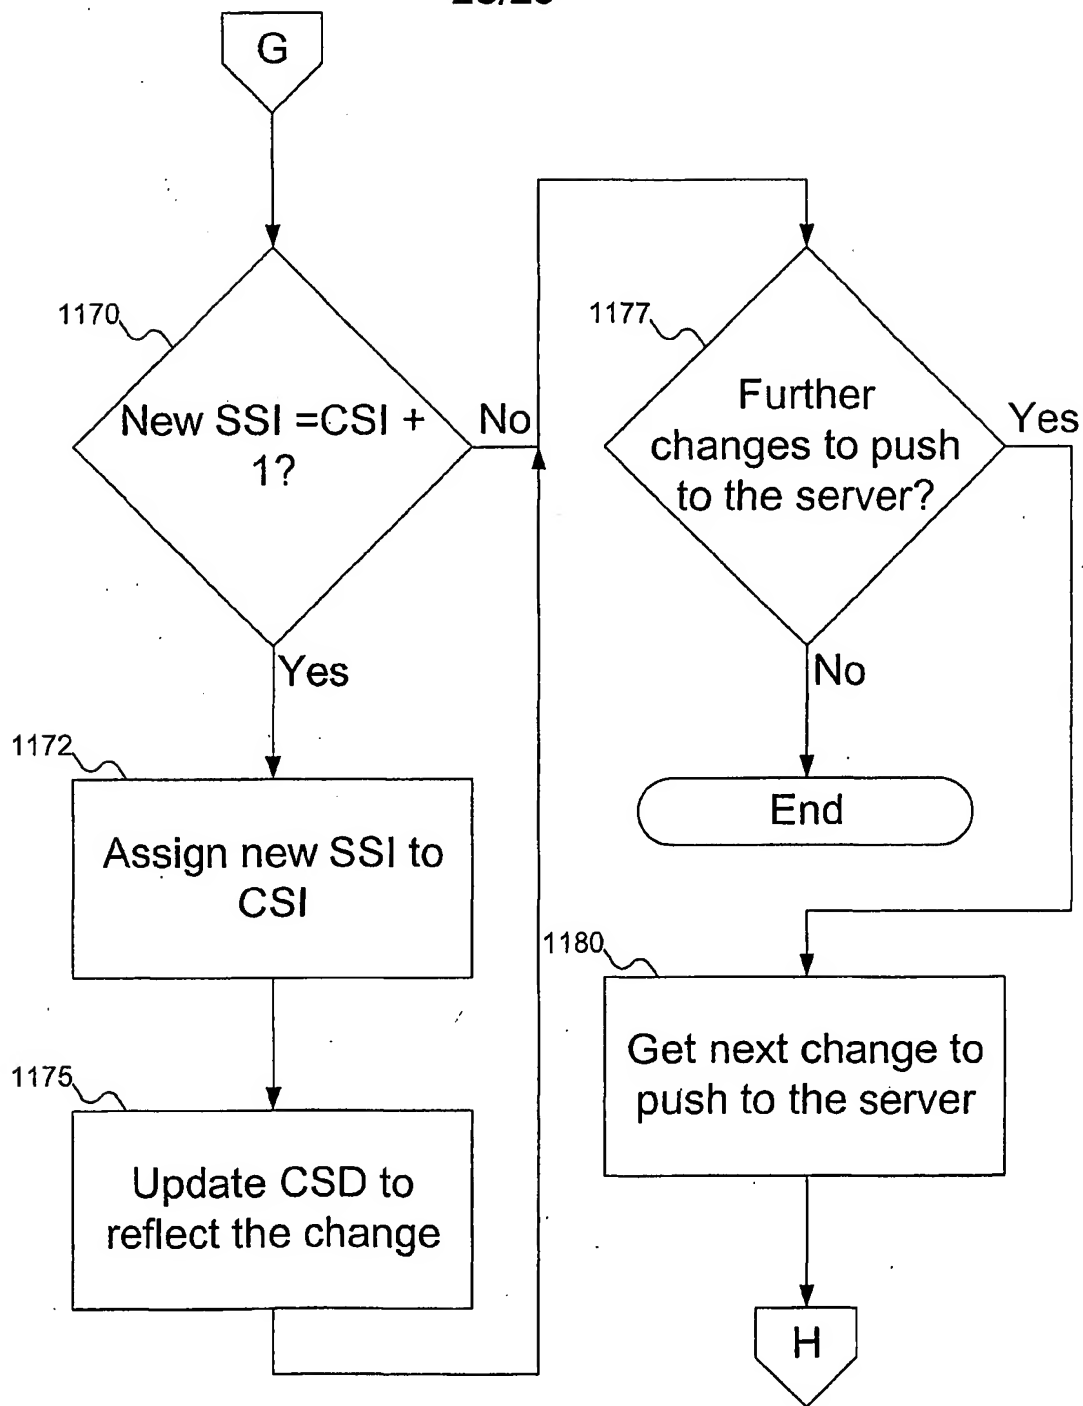 G
1170
New SSI =CSI +
1?
No
Yes
1172
Assign new SSI to
CSI
1175
Update CSD to
reflect the change
1177
Further
changes to push
to the server?
Yes
No
End
1180
Get next change to
push to the server
H